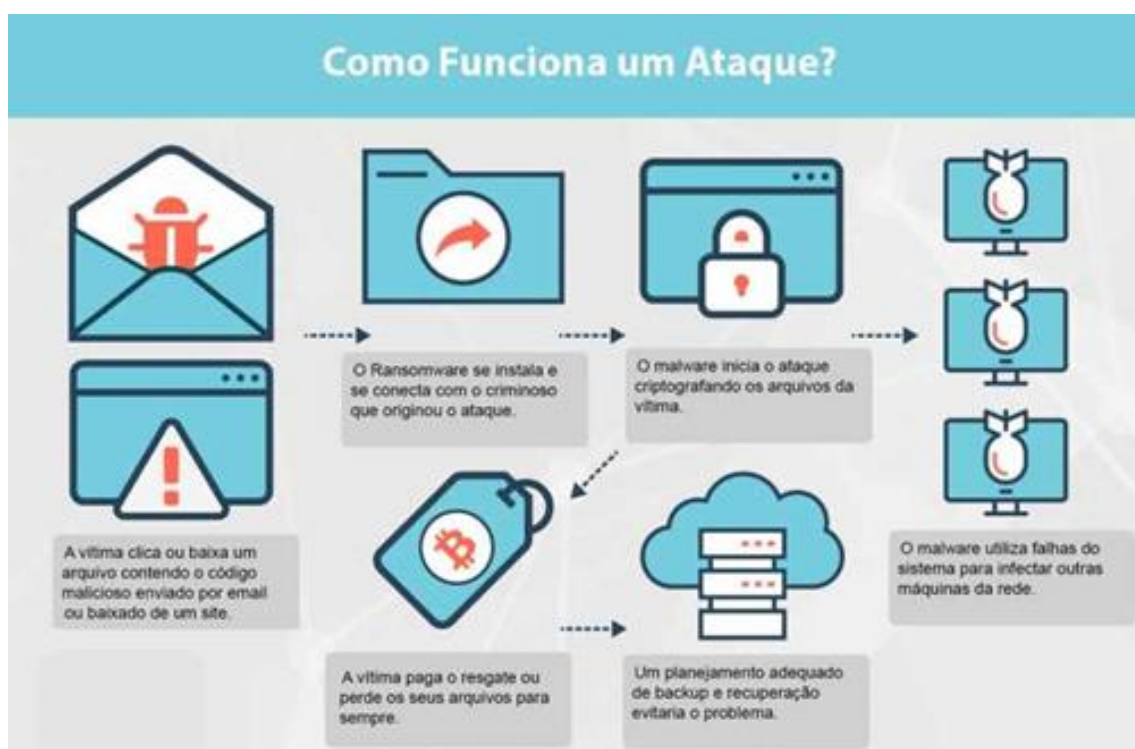 Como Funciona um Ataque?
A vítima clica ou baixa um
arquivo contendo o código
malicioso enviado por email
ou baixado de um site.
O Ransomware se instala e
se conecta com o criminoso
que originou o ataque.
O malware inicia o ataque
criptografando os arquivos da
vítima.
O malware utiliza falhas do
sistema para infectar outras
máquinas da rede.
A vítima paga o resgate ou
perde os seus arquivos para
sempre.
Um planejamento adequado
de backup e recuperação
evitaria o problema.